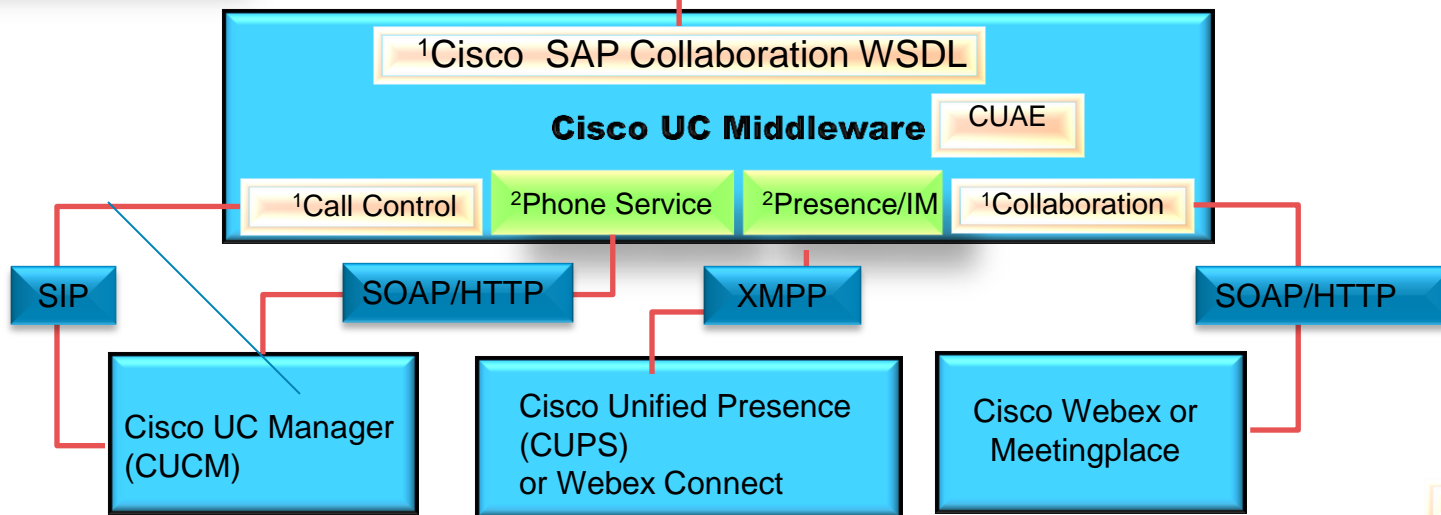 ¹Cisco SAP Collaboration WSDL
Cisco UC Middleware
CUAE
¹Call Control
²Phone Service
²Presence/IM
¹Collaboration
SIP
SOAP/HTTP
XMPP
SOAP/HTTP
Cisco UC Manager
(CUCM)
Cisco Unified Presence
(CUPS)
or Webex Connect
Cisco Webex or
Meetingplace